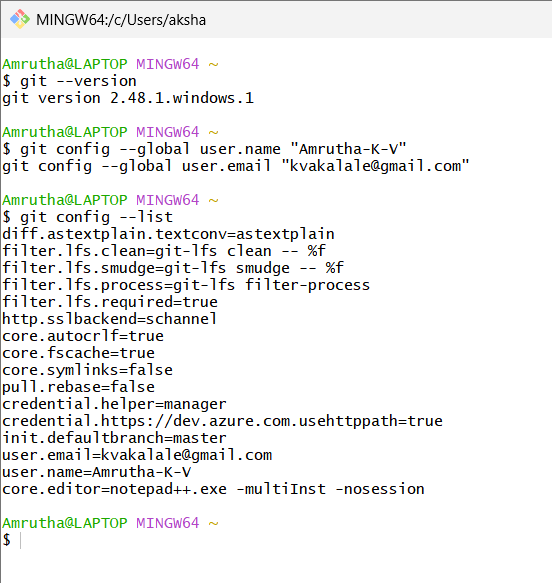 MINGW64:/c/Users/aksha
Amrutha@LAPTOP MINGW64 ~
$ git --version
git version 2.48.1.windows.1
Amrutha@LAPTOP MINGW64 ~
$ git config --global user.name "Amrutha-K-V"
git config --global user.email "kvakalale@gmail.com"
Amrutha@LAPTOP MINGW64 ~
$ git config --list
diff.astextplain.textconv=astextplain
filter.lfs.clean=git-lfs clean -- %f
filter.lfs.smudge=git-lfs smudge -- %f
filter.lfs.process=git-lfs filter-process
filter.lfs.required=true
http.sslbackend=schannel
core.autocrlf=true
core.fscache=true
core.symlinks=false
pull.rebase=false
credential.helper=manager
credential.https://dev.azure.com.usehttppath=true
init.defaultbranch=master
user.email=kvakalale@gmail.com
user.name=Amrutha-K-V
core.editor=notepad++.exe -multiInst -nosession
Amrutha@LAPTOP MINGW64 ~
$